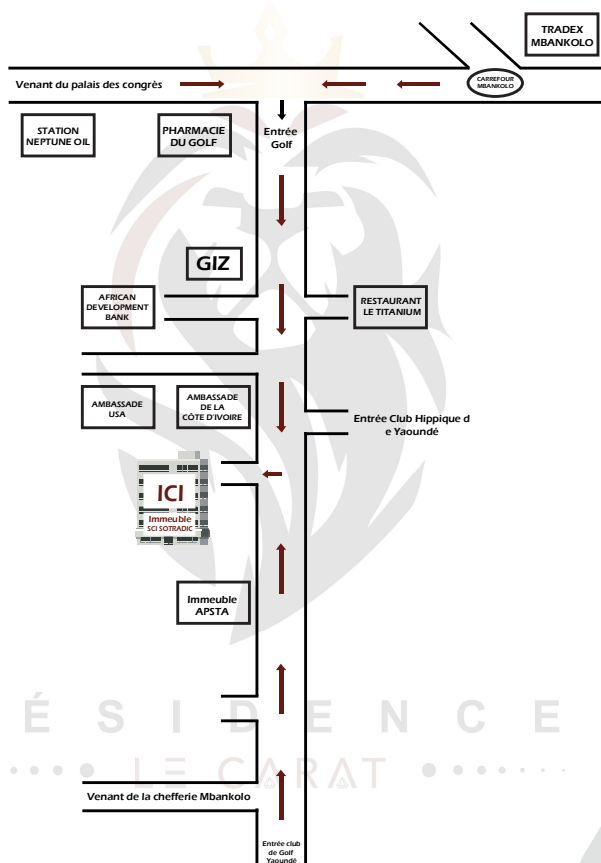 TRADEX
MBANKOLO
Venant du palais des congrès
CARREFOUR
MBANKOLO
STATION
NEPTUNE OIL
PHARMACIE
DU GOLF
Entrée
Golf
GIZ
AFRICAN
DEVELOPMENT
BANK
RESTAURANT
LE TITANIUM
AMBASSADE
USA
AMBASSADE
DE LA
CÔTE D'IVOIRE
Entrée Club Hippique d
e Yaoundé
ICI
Immeuble
SCI SOTRADIC
Immeuble
APSTA
ÉSIDENCE
LE CARAT
Venant de la chefferie Mbankolo
Entrée club
de Golf
Yaoundé